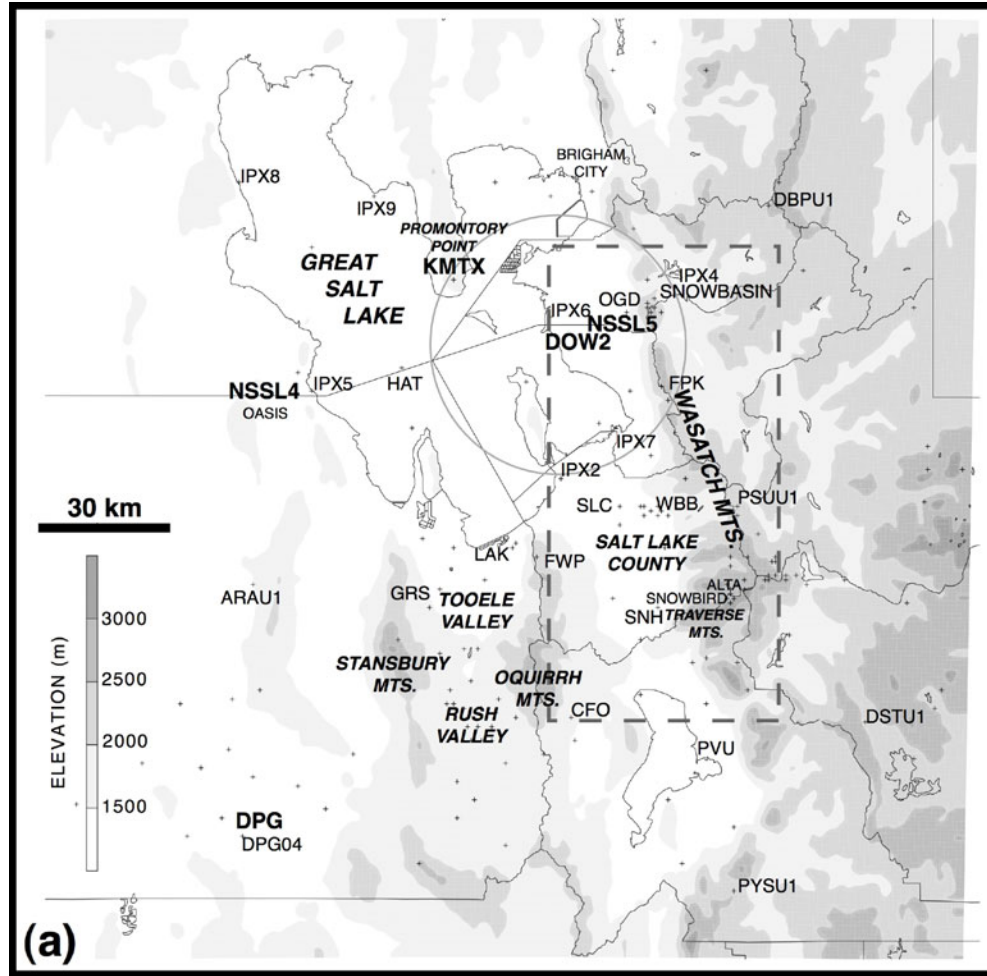 BRIGHAM
CITY
IPX8
IPX9
DBPU1
PROMONTORY
POINT
KMTX
GREAT
SALT
LAKE
IPX4
SNOWBASIN
OGD
IPX6
NSSL5
DOW2
NSSL4
OASIS
IPX5
HAT
FPK
WASATCH MTS.
IPX7
IPX2
30 km
SLC
WBB
PSUU1
SALT LAKE
COUNTY
LAK
FWP
ARAU1
GRS
TOOELE
VALLEY
ALTA
SNOWBIRD
SNH
TRAVERSE
MTS.
STANSBURY
MTS.
OQUIRRH
MTS.
RUSH
VALLEY
CFO
DSTU1
PVU
ELEVATION (m)
3000
2500
2000
1500
DPG
DPG04
PYSU1
(a)